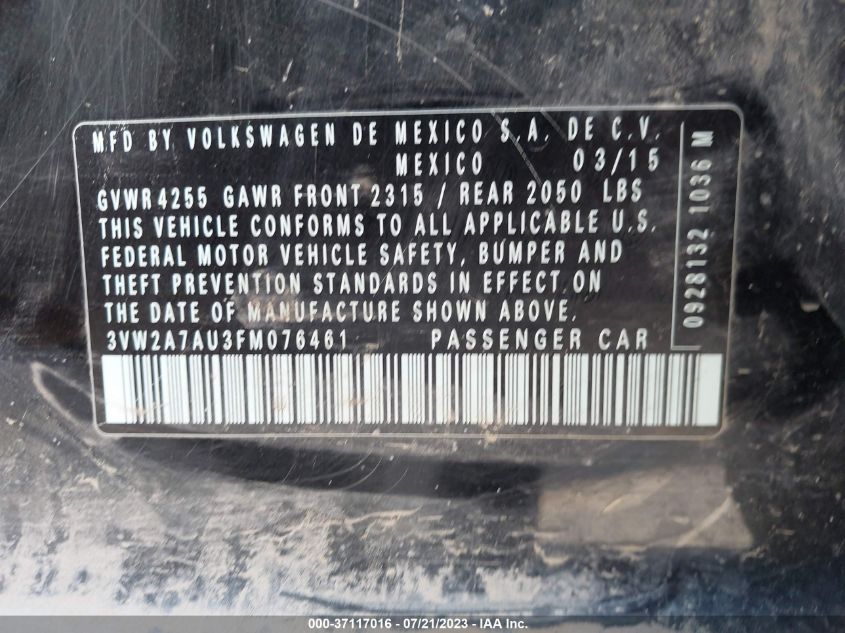 MFD BY VOLKSWAGEN DE MEXICO S.A. DE C.V.
MEXICO 03/15
GVWR 4255 GAWR FRONT 2315 / REAR 2050 LBS
THIS VEHICLE CONFORMS TO ALL APPLICABLE U.S.
FEDERAL MOTOR VEHICLE SAFETY, BUMPER AND
THEFT PREVENTION STANDARDS IN EFFECT ON
THE DATE OF MANUFACTURE SHOWN ABOVE.
3VW2A7AU3FM076461 PASSENGER CAR
0928132 1036 M
000-37117016 - 07/21/2023 - IAA Inc.